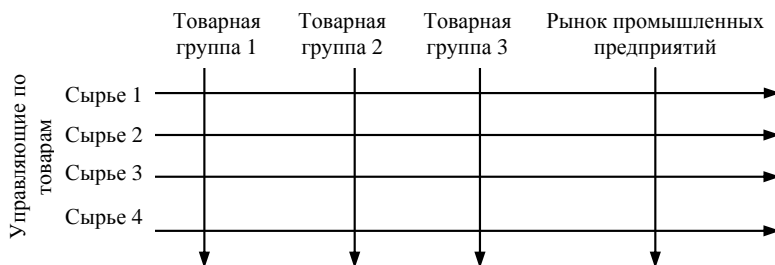 Товарная
группа 1
Товарная
группа 2
Товарная
группа 3
Рынок промышленных
предприятий
Управляющие по
товарам
Сырье 1
Сырье 2
Сырье 3
Сырье 4